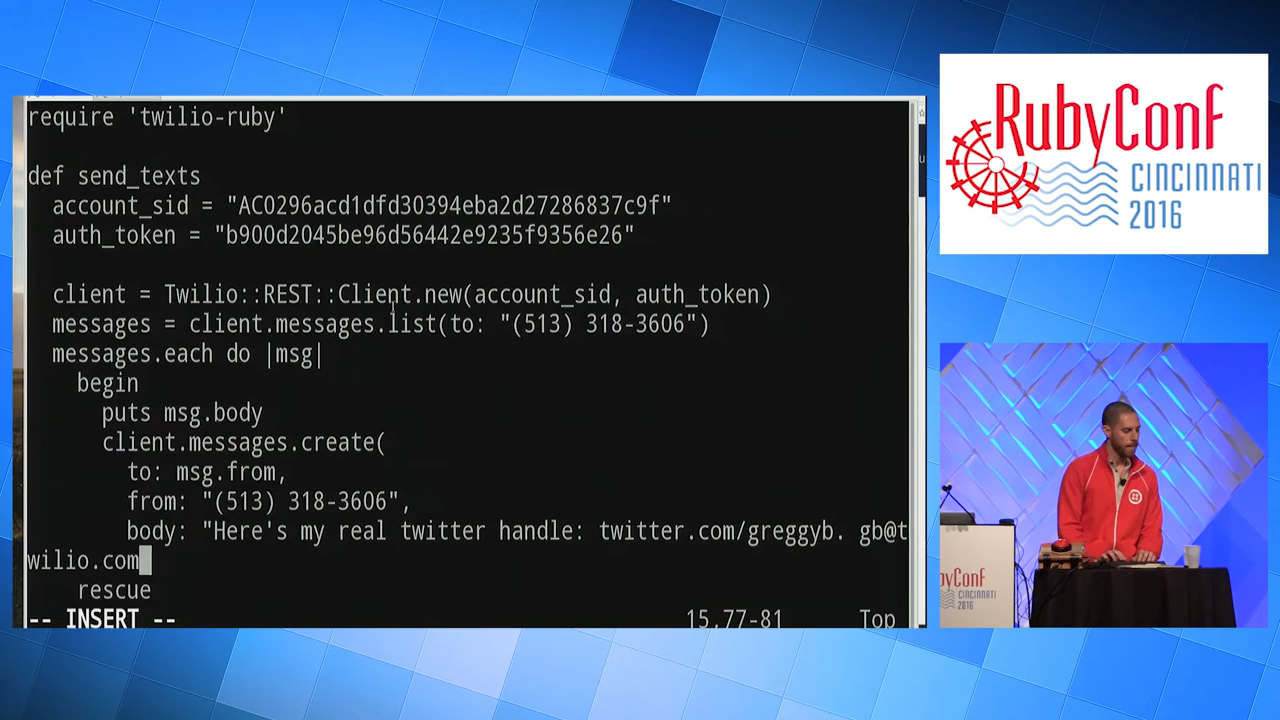 require 'twilio-ruby'
def send_texts
account_sid = "AC0296acd1dfd30394eba2d27286837c9f"
auth_token = "b900d2045be96d56442e9235f9356e26"
client = Twilio::REST::Client.new(account_sid, auth_token)
messages = client.messages.list(to: "(513) 318-3606")
messages.each do |msg|
begin
puts msg.body
client.messages.create(
to: msg.from,
from: "(513) 318-3606",
body: "Here's my real twitter handle: twitter.com/greggyb. gb@t
wilio.com
rescue
-- INSERT -- 15,77-81 Top
RubyConf
CINCINNATI
2016
byConf
CINCINNATI
2016